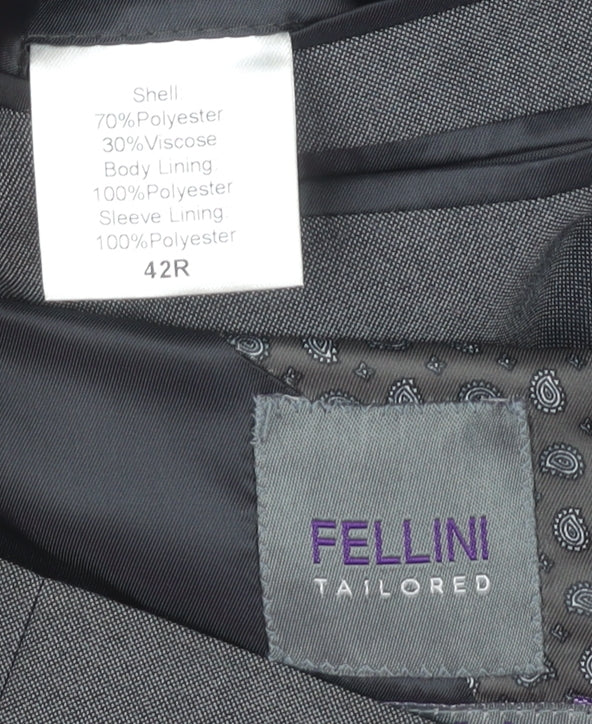 Shell
70%Polyester
30%Viscose
Body Lining.
100%Polyester
Sleeve Lining.
100%Polyester
42R
FELLINI
TAILORED